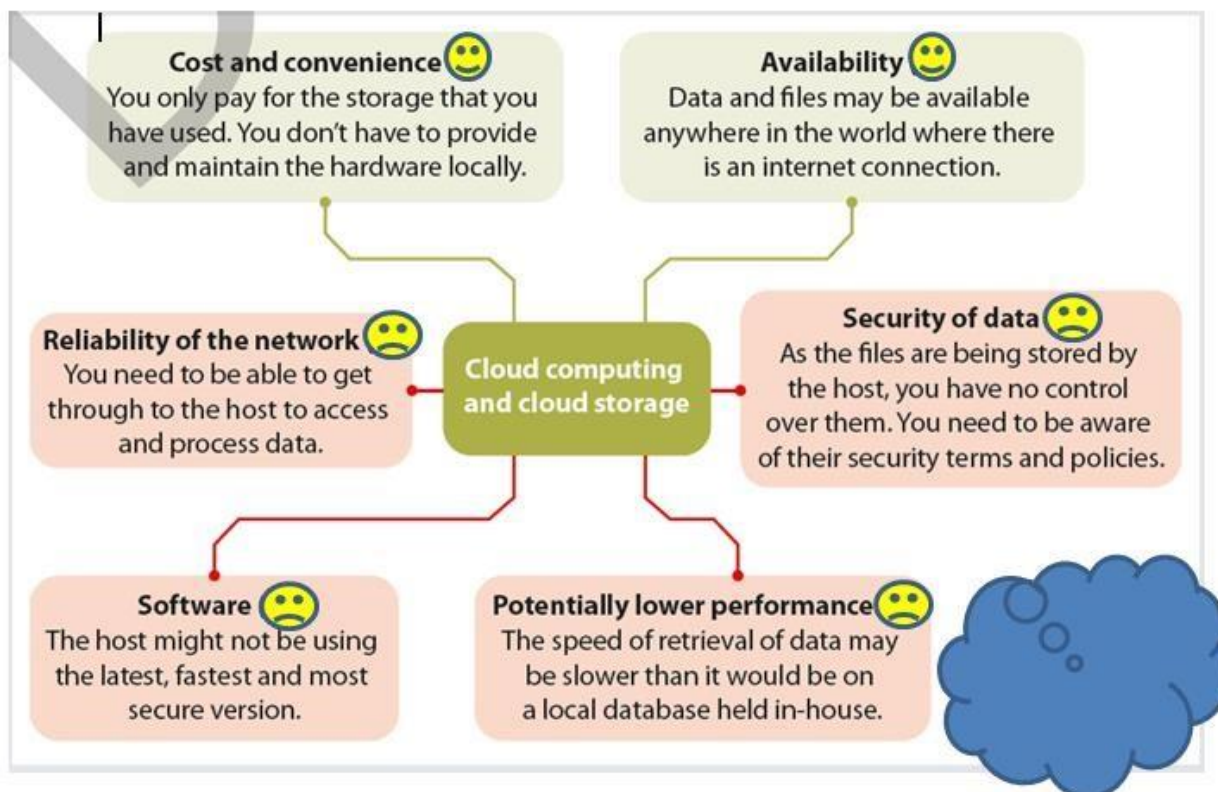 Cost and convenience
You only pay for the storage that you
have used. You don't have to provide
and maintain the hardware locally.
Availability
Data and files may be available
anywhere in the world where there
is an internet connection.
Reliability of the network
You need to be able to get
through to the host to access
and process data.
Cloud computing
and cloud storage
Security of data
As the files are being stored by
the host, you have no control
over them. You need to be aware
of their security terms and policies.
Software
The host might not be using
the latest, fastest and most
secure version.
Potentially lower performance
The speed of retrieval of data may
be slower than it would be on
a local database held in-house.